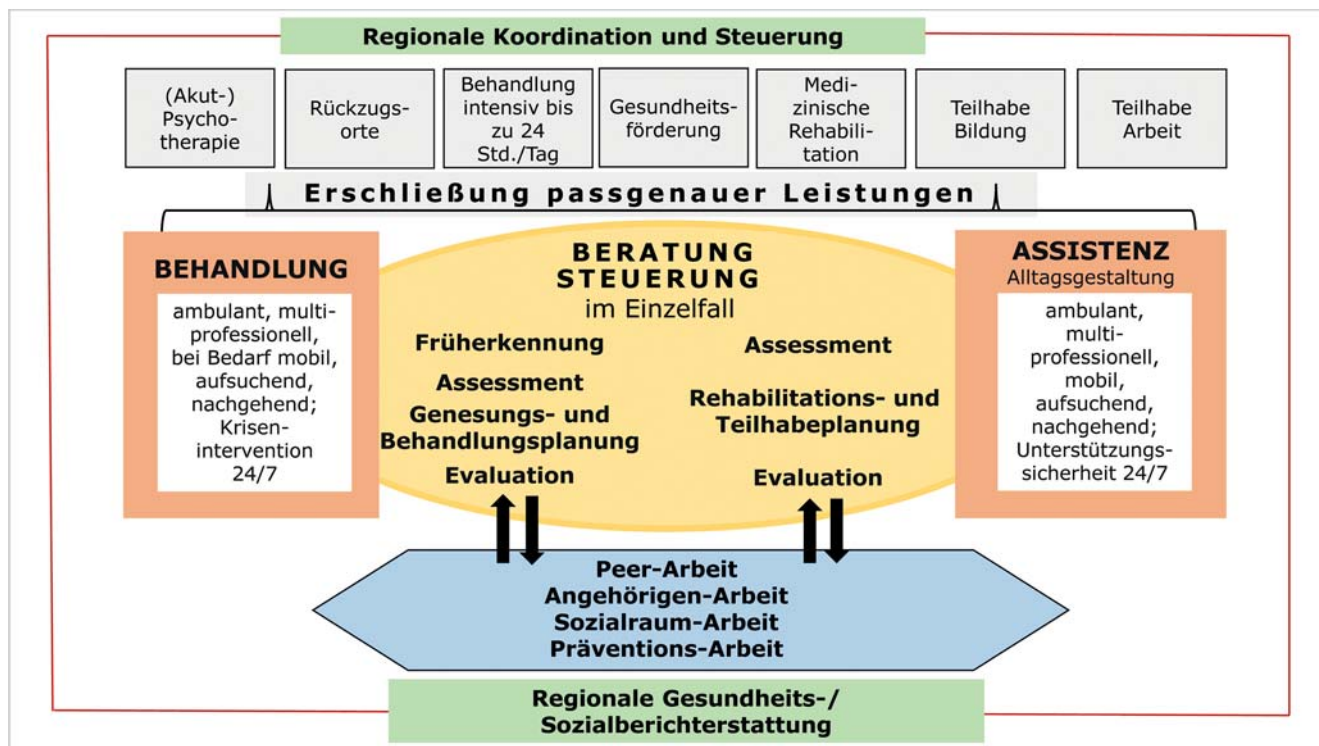 Regionale Koordination und Steuerung
(Akut-)
Psycho-
therapie
Rückzugs-
orte
Behandlung
intensiv bis
zu 24
Std./Tag
Gesundheits-
förderung
Medi-
zinische
Rehabili-
tation
Teilhabe
Bildung
Teilhabe
Arbeit
Erschließung passgenauer Leistungen
BEHANDLUNG
ambulant, multi-
professionell,
bei Bedarf mobil,
aufsuchend,
nachgehend;
Krisen-
intervention
24/7
BERATUNG
STEUERUNG
im Einzelfall
Früherkennung
Assessment
Genesungs- und
Behandlungsplanung
Evaluation
Assessment
Rehabilitations- und
Teilhabeplanung
Evaluation
ASSISTENZ
Alltagsgestaltung
ambulant,
multi-
professionell,
mobil,
aufsuchend,
nachgehend;
Unterstützungs-
sicherheit 24/7
Peer-Arbeit
Angehörigen-Arbeit
Sozialraum-Arbeit
Präventions-Arbeit
Regionale Gesundheits-/
Sozialberichterstattung